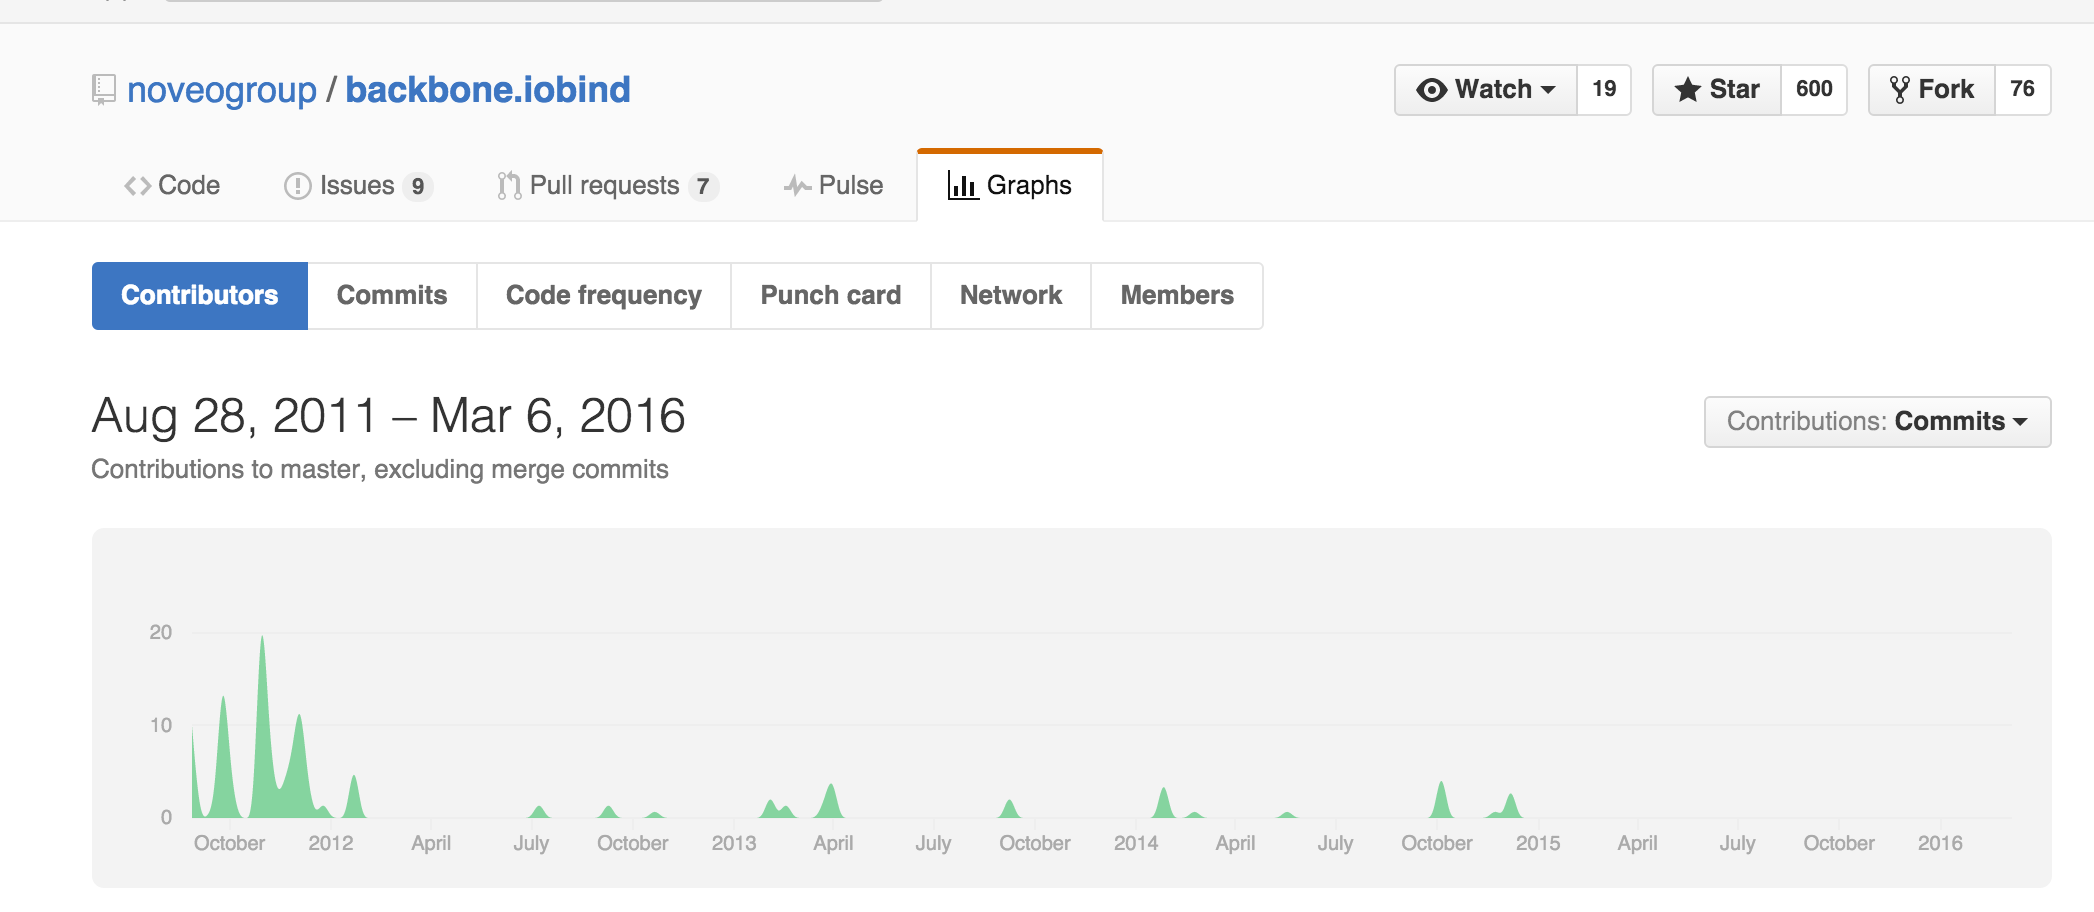 noveogroup / backbone.iobind Watch 19 Star 600 Fork 76
Code Issues 9 Pull requests 7 Pulse Graphs
Contributors Commits Code frequency Punch card Network Members
Aug 28, 2011 – Mar 6, 2016
Contributions: Commits
Contributions to master, excluding merge commits
20
10
0
October 2012 April July October 2013 April July October 2014 April July October 2015 April July October 2016